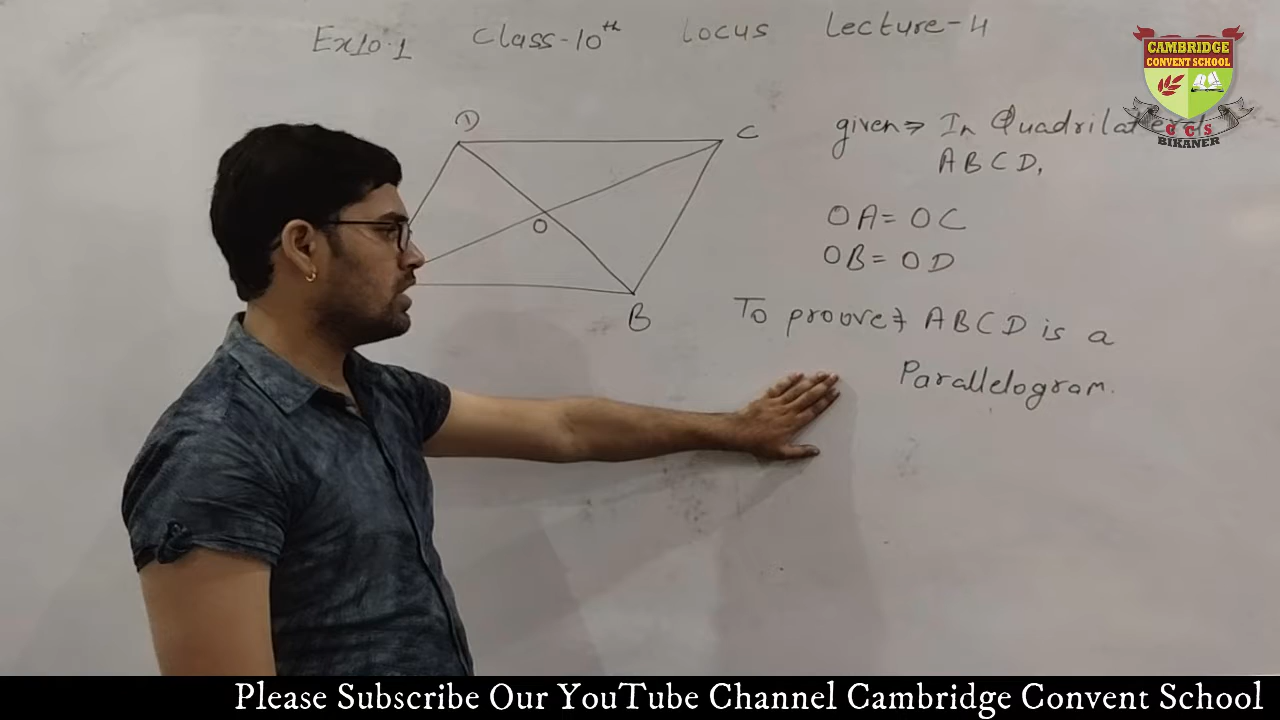 Ex10.1 Class-10th Locus Lecture-4
CAMBRIDGE
CONVENT SCHOOL
C C S
BIKANER
D
C
O
B
given⇒ In Quadrilateral
ABCD,
OA = OC
OB = OD
To proove⇒ ABCD is a
Parallelogram.
Please Subscribe Our YouTube Channel Cambridge Convent School